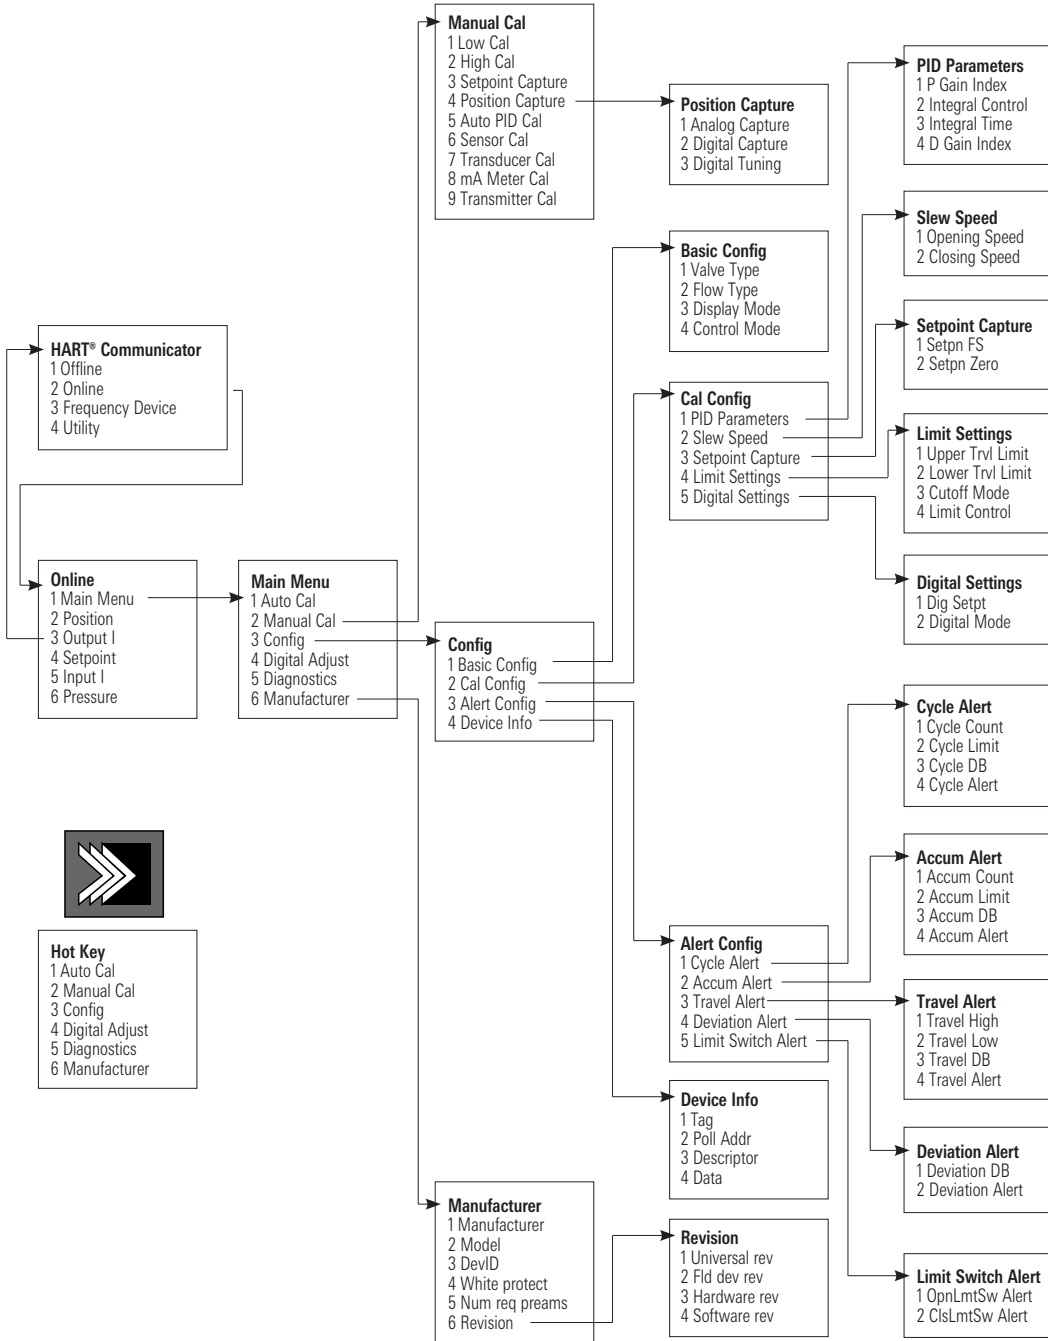 Manual Cal
1 Low Cal
2 High Cal
3 Setpoint Capture
4 Position Capture
5 Auto PID Cal
6 Sensor Cal
7 Transducer Cal
8 mA Meter Cal
9 Transmitter Cal
Position Capture
1 Analog Capture
2 Digital Capture
3 Digital Tuning
PID Parameters
1 P Gain Index
2 Integral Control
3 Integral Time
4 D Gain Index
Slew Speed
1 Opening Speed
2 Closing Speed
Basic Config
1 Valve Type
2 Flow Type
3 Display Mode
4 Control Mode
Setpoint Capture
1 Setpn FS
2 Setpn Zero
HART® Communicator
1 Offline
2 Online
3 Frequency Device
4 Utility
Cal Config
1 PID Parameters
2 Slew Speed
3 Setpoint Capture
4 Limit Settings
5 Digital Settings
Limit Settings
1 Upper Trvl Limit
2 Lower Trvl Limit
3 Cutoff Mode
4 Limit Control
Digital Settings
1 Dig Setpt
2 Digital Mode
Online
1 Main Menu
2 Position
3 Output I
4 Setpoint
5 Input I
6 Pressure
Main Menu
1 Auto Cal
2 Manual Cal
3 Config
4 Digital Adjust
5 Diagnostics
6 Manufacturer
Config
1 Basic Config
2 Cal Config
3 Alert Config
4 Device Info
Cycle Alert
1 Cycle Count
2 Cycle Limit
3 Cycle DB
4 Cycle Alert
Accum Alert
1 Accum Count
2 Accum Limit
3 Accum DB
4 Accum Alert
Hot Key
1 Auto Cal
2 Manual Cal
3 Config
4 Digital Adjust
5 Diagnostics
6 Manufacturer
Alert Config
1 Cycle Alert
2 Accum Alert
3 Travel Alert
4 Deviation Alert
5 Limit Switch Alert
Travel Alert
1 Travel High
2 Travel Low
3 Travel DB
4 Travel Alert
Device Info
1 Tag
2 Poll Addr
3 Descriptor
4 Data
Deviation Alert
1 Deviation DB
2 Deviation Alert
Manufacturer
1 Manufacturer
2 Model
3 DevID
4 White protect
5 Num req preams
6 Revision
Revision
1 Universal rev
2 Fld dev rev
3 Hardware rev
4 Software rev
Limit Switch Alert
1 OpnLmtSw Alert
2 ClsLmtSw Alert